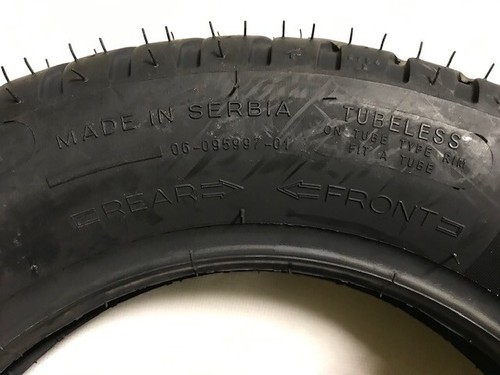 MADE IN SERBIA
06-095997-01
TUBELESS
ON TUBE TYPE RIM
FIT A TUBE
REAR
FRONT